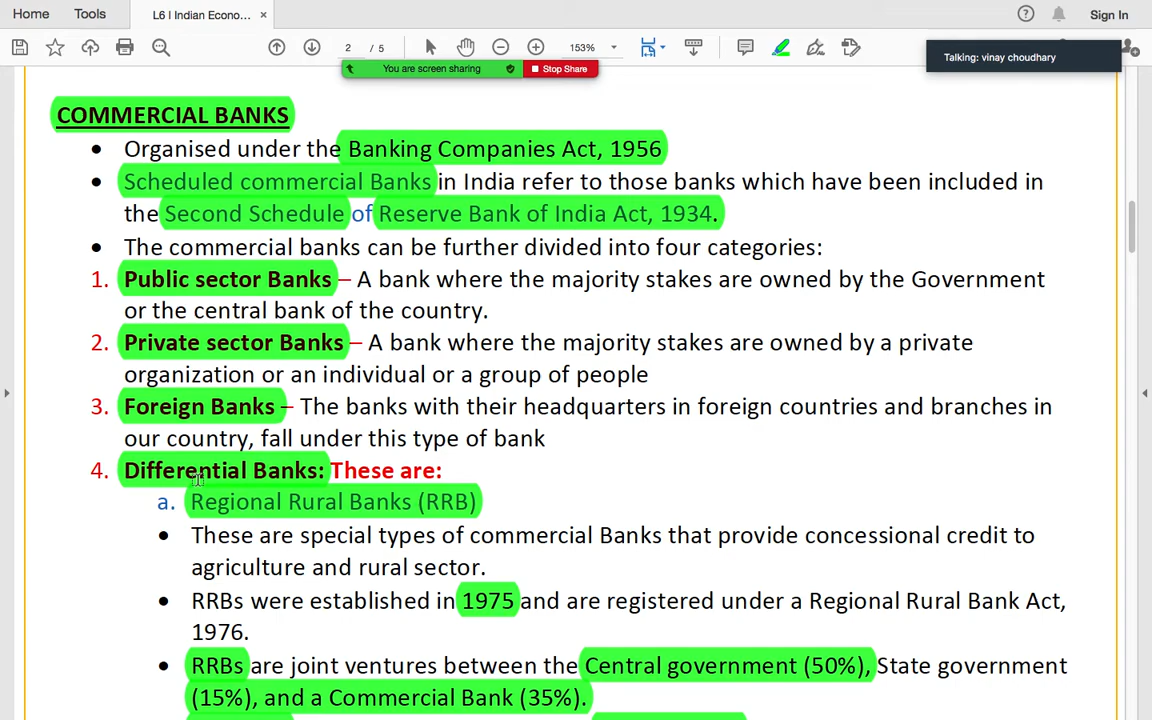 Home Tools L6 I Indian Econo... × Sign In
2 / 5 153%
Talking: vinay choudhary
You are screen sharing Stop Share
COMMERCIAL BANKS
• Organised under the Banking Companies Act, 1956
• Scheduled commercial Banks in India refer to those banks which have been included in
the Second Schedule of Reserve Bank of India Act, 1934.
• The commercial banks can be further divided into four categories:
1. Public sector Banks – A bank where the majority stakes are owned by the Government
or the central bank of the country.
2. Private sector Banks – A bank where the majority stakes are owned by a private
organization or an individual or a group of people
3. Foreign Banks – The banks with their headquarters in foreign countries and branches in
our country, fall under this type of bank
4. Differential Banks: These are:
a. Regional Rural Banks (RRB)
• These are special types of commercial Banks that provide concessional credit to
agriculture and rural sector.
• RRBs were established in 1975 and are registered under a Regional Rural Bank Act,
1976.
• RRBs are joint ventures between the Central government (50%), State government
(15%), and a Commercial Bank (35%).